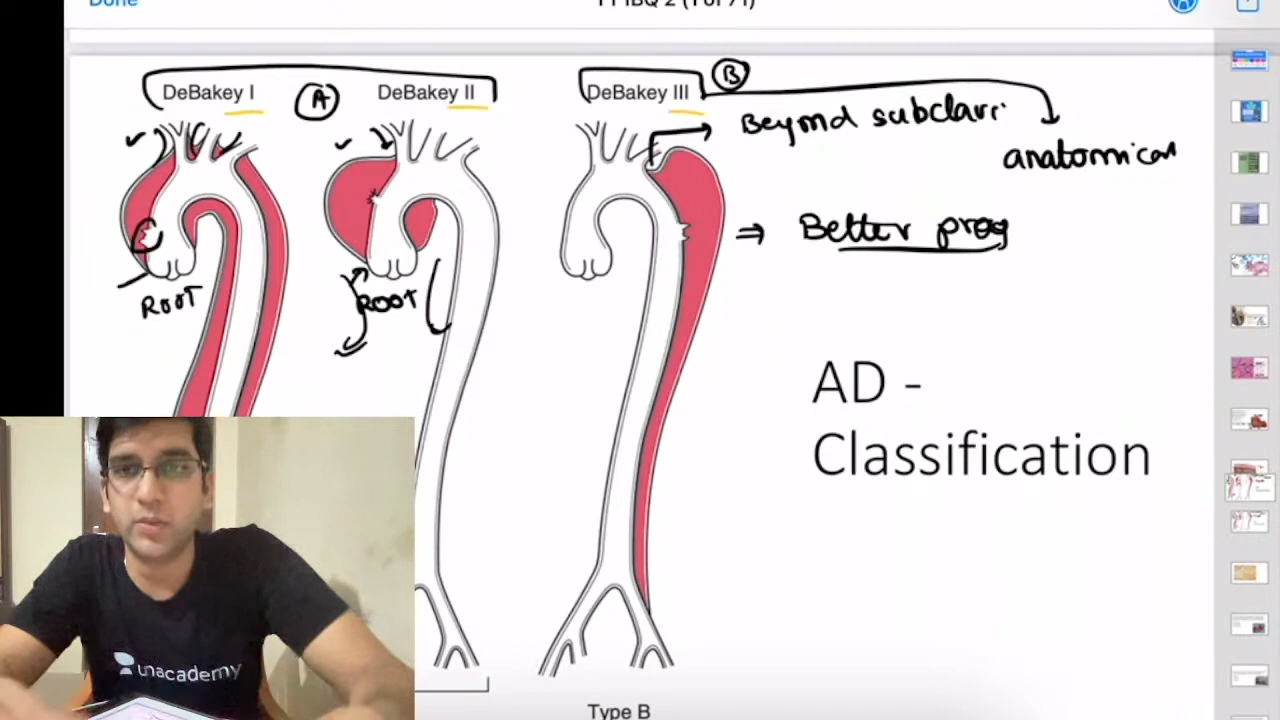 Done
DeBakey I
A
DeBakey II
DeBakey III
B
Beyond subclavi
anatomical
ROOT
ROOT
⇒ Better prog
AD -
Classification
unacademy
Type B